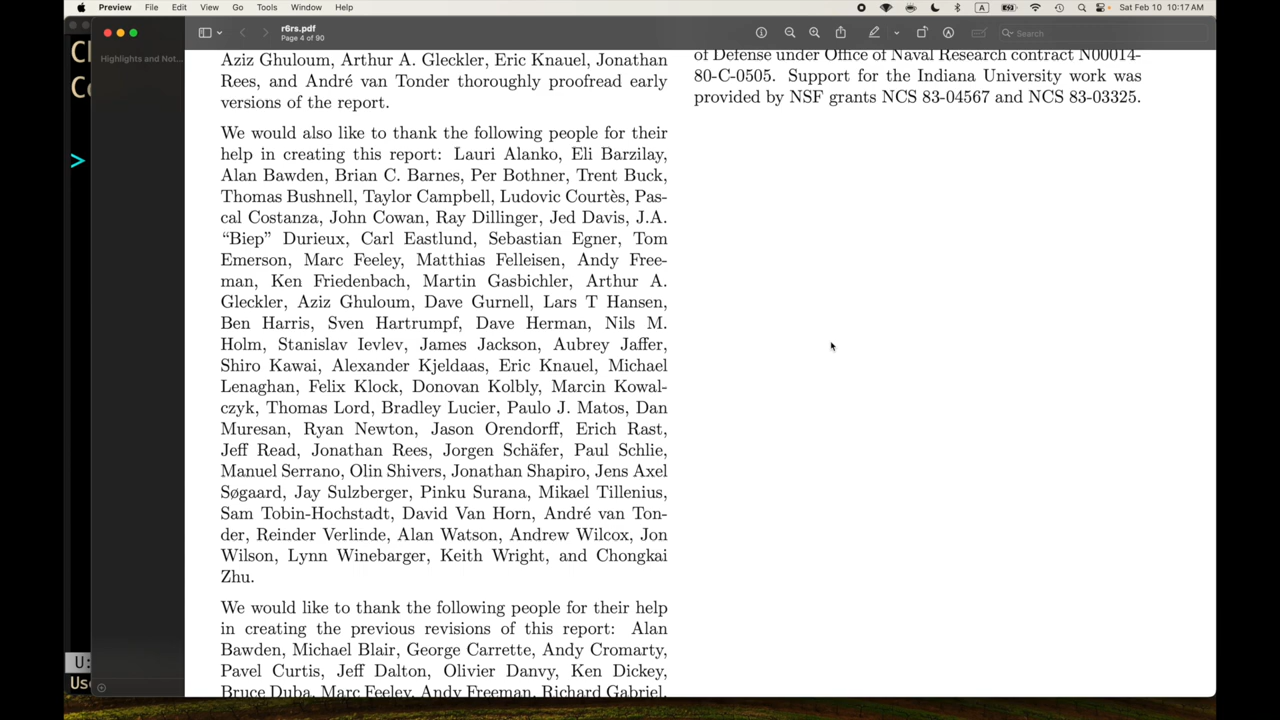 Preview File Edit View Go Tools Window Help
A
Sat Feb 10 10:17 AM
r6rs.pdf
Page 4 of 90
Search
Highlights and Not...
Co
>
U:
Us
Aziz Ghuloum, Arthur A. Gleckler, Eric Knauel, Jonathan
Rees, and André van Tonder thoroughly proofread early
versions of the report.
We would also like to thank the following people for their
help in creating this report: Lauri Alanko, Eli Barzilay,
Alan Bawden, Brian C. Barnes, Per Bothner, Trent Buck,
Thomas Bushnell, Taylor Campbell, Ludovic Courtès, Pas-
cal Costanza, John Cowan, Ray Dillinger, Jed Davis, J.A.
“Biep” Durieux, Carl Eastlund, Sebastian Egner, Tom
Emerson, Marc Feeley, Matthias Felleisen, Andy Free-
man, Ken Friedenbach, Martin Gasbichler, Arthur A.
Gleckler, Aziz Ghuloum, Dave Gurnell, Lars T Hansen,
Ben Harris, Sven Hartrumpf, Dave Herman, Nils M.
Holm, Stanislav Ievlev, James Jackson, Aubrey Jaffer,
Shiro Kawai, Alexander Kjeldaas, Eric Knauel, Michael
Lenaghan, Felix Klock, Donovan Kolbly, Marcin Kowal-
czyk, Thomas Lord, Bradley Lucier, Paulo J. Matos, Dan
Muresan, Ryan Newton, Jason Orendorff, Erich Rast,
Jeff Read, Jonathan Rees, Jorgen Schäfer, Paul Schlie,
Manuel Serrano, Olin Shivers, Jonathan Shapiro, Jens Axel
Søgaard, Jay Sulzberger, Pinku Surana, Mikael Tillenius,
Sam Tobin-Hochstadt, David Van Horn, André van Ton-
der, Reinder Verlinde, Alan Watson, Andrew Wilcox, Jon
Wilson, Lynn Winebarger, Keith Wright, and Chongkai
Zhu.
We would like to thank the following people for their help
in creating the previous revisions of this report: Alan
Bawden, Michael Blair, George Carrette, Andy Cromarty,
Pavel Curtis, Jeff Dalton, Olivier Danvy, Ken Dickey,
Bruce Duba, Marc Feeley, Andy Freeman, Richard Gabriel,
of Defense under Office of Naval Research contract N00014-
80-C-0505. Support for the Indiana University work was
provided by NSF grants NCS 83-04567 and NCS 83-03325.